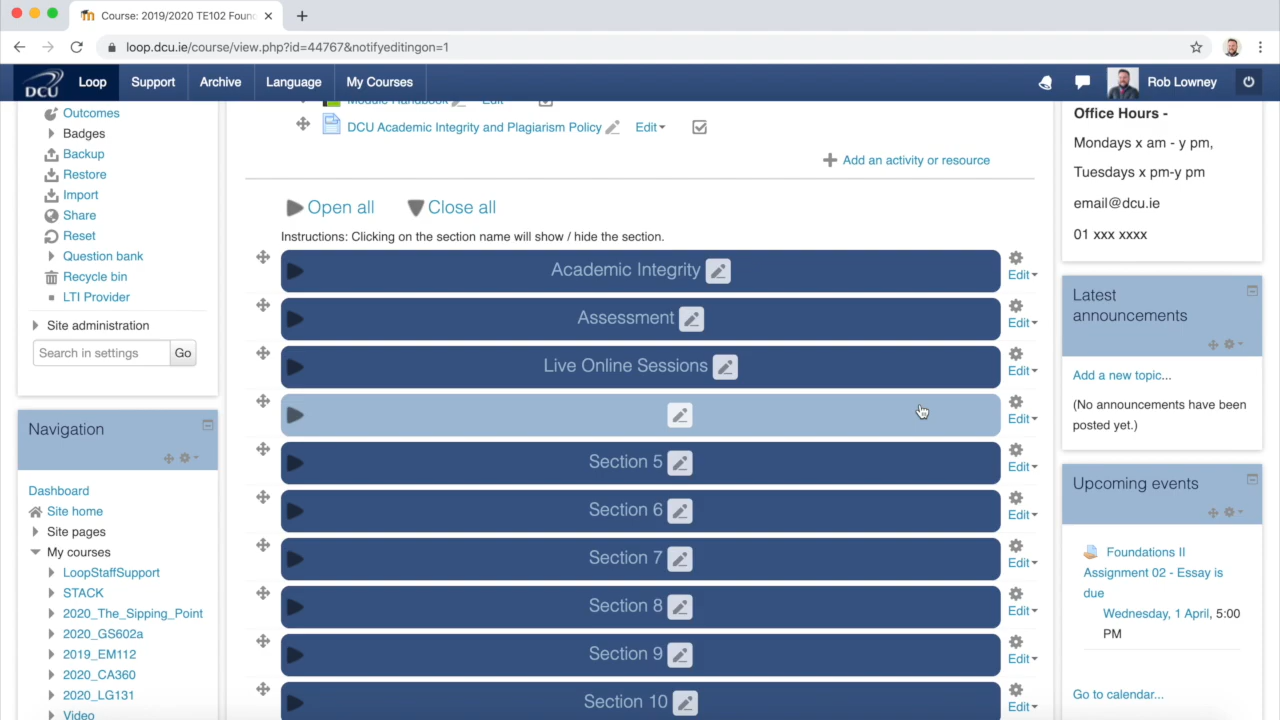 Course: 2019/2020 TE102 Foun
loop.dcu.ie/course/view.php?id=44767&notifyeditingon=1
DCU
Loop
Support
Archive
Language
My Courses
Rob Lowney
Outcomes
Badges
Backup
Restore
Import
Share
Reset
Question bank
Recycle bin
LTI Provider
Site administration
Search in settings
Go
Navigation
Dashboard
Site home
Site pages
My courses
LoopStaffSupport
STACK
2020_The_Sipping_Point
2020_GS602a
2019_EM112
2020_CA360
2020_LG131
Video
Module Handbook Edit
DCU Academic Integrity and Plagiarism Policy Edit
Add an activity or resource
Open all Close all
Instructions: Clicking on the section name will show / hide the section.
Academic Integrity
Edit
Assessment
Edit
Live Online Sessions
Edit
Edit
Section 5
Edit
Section 6
Edit
Section 7
Edit
Section 8
Edit
Section 9
Edit
Section 10
Edit
Office Hours -
Mondays x am - y pm,
Tuesdays x pm-y pm
email@dcu.ie
01 xxx xxxx
Latest
announcements
Add a new topic...
(No announcements have been
posted yet.)
Upcoming events
Foundations II
Assignment 02 - Essay is
due
Wednesday, 1 April, 5:00
PM
Go to calendar...